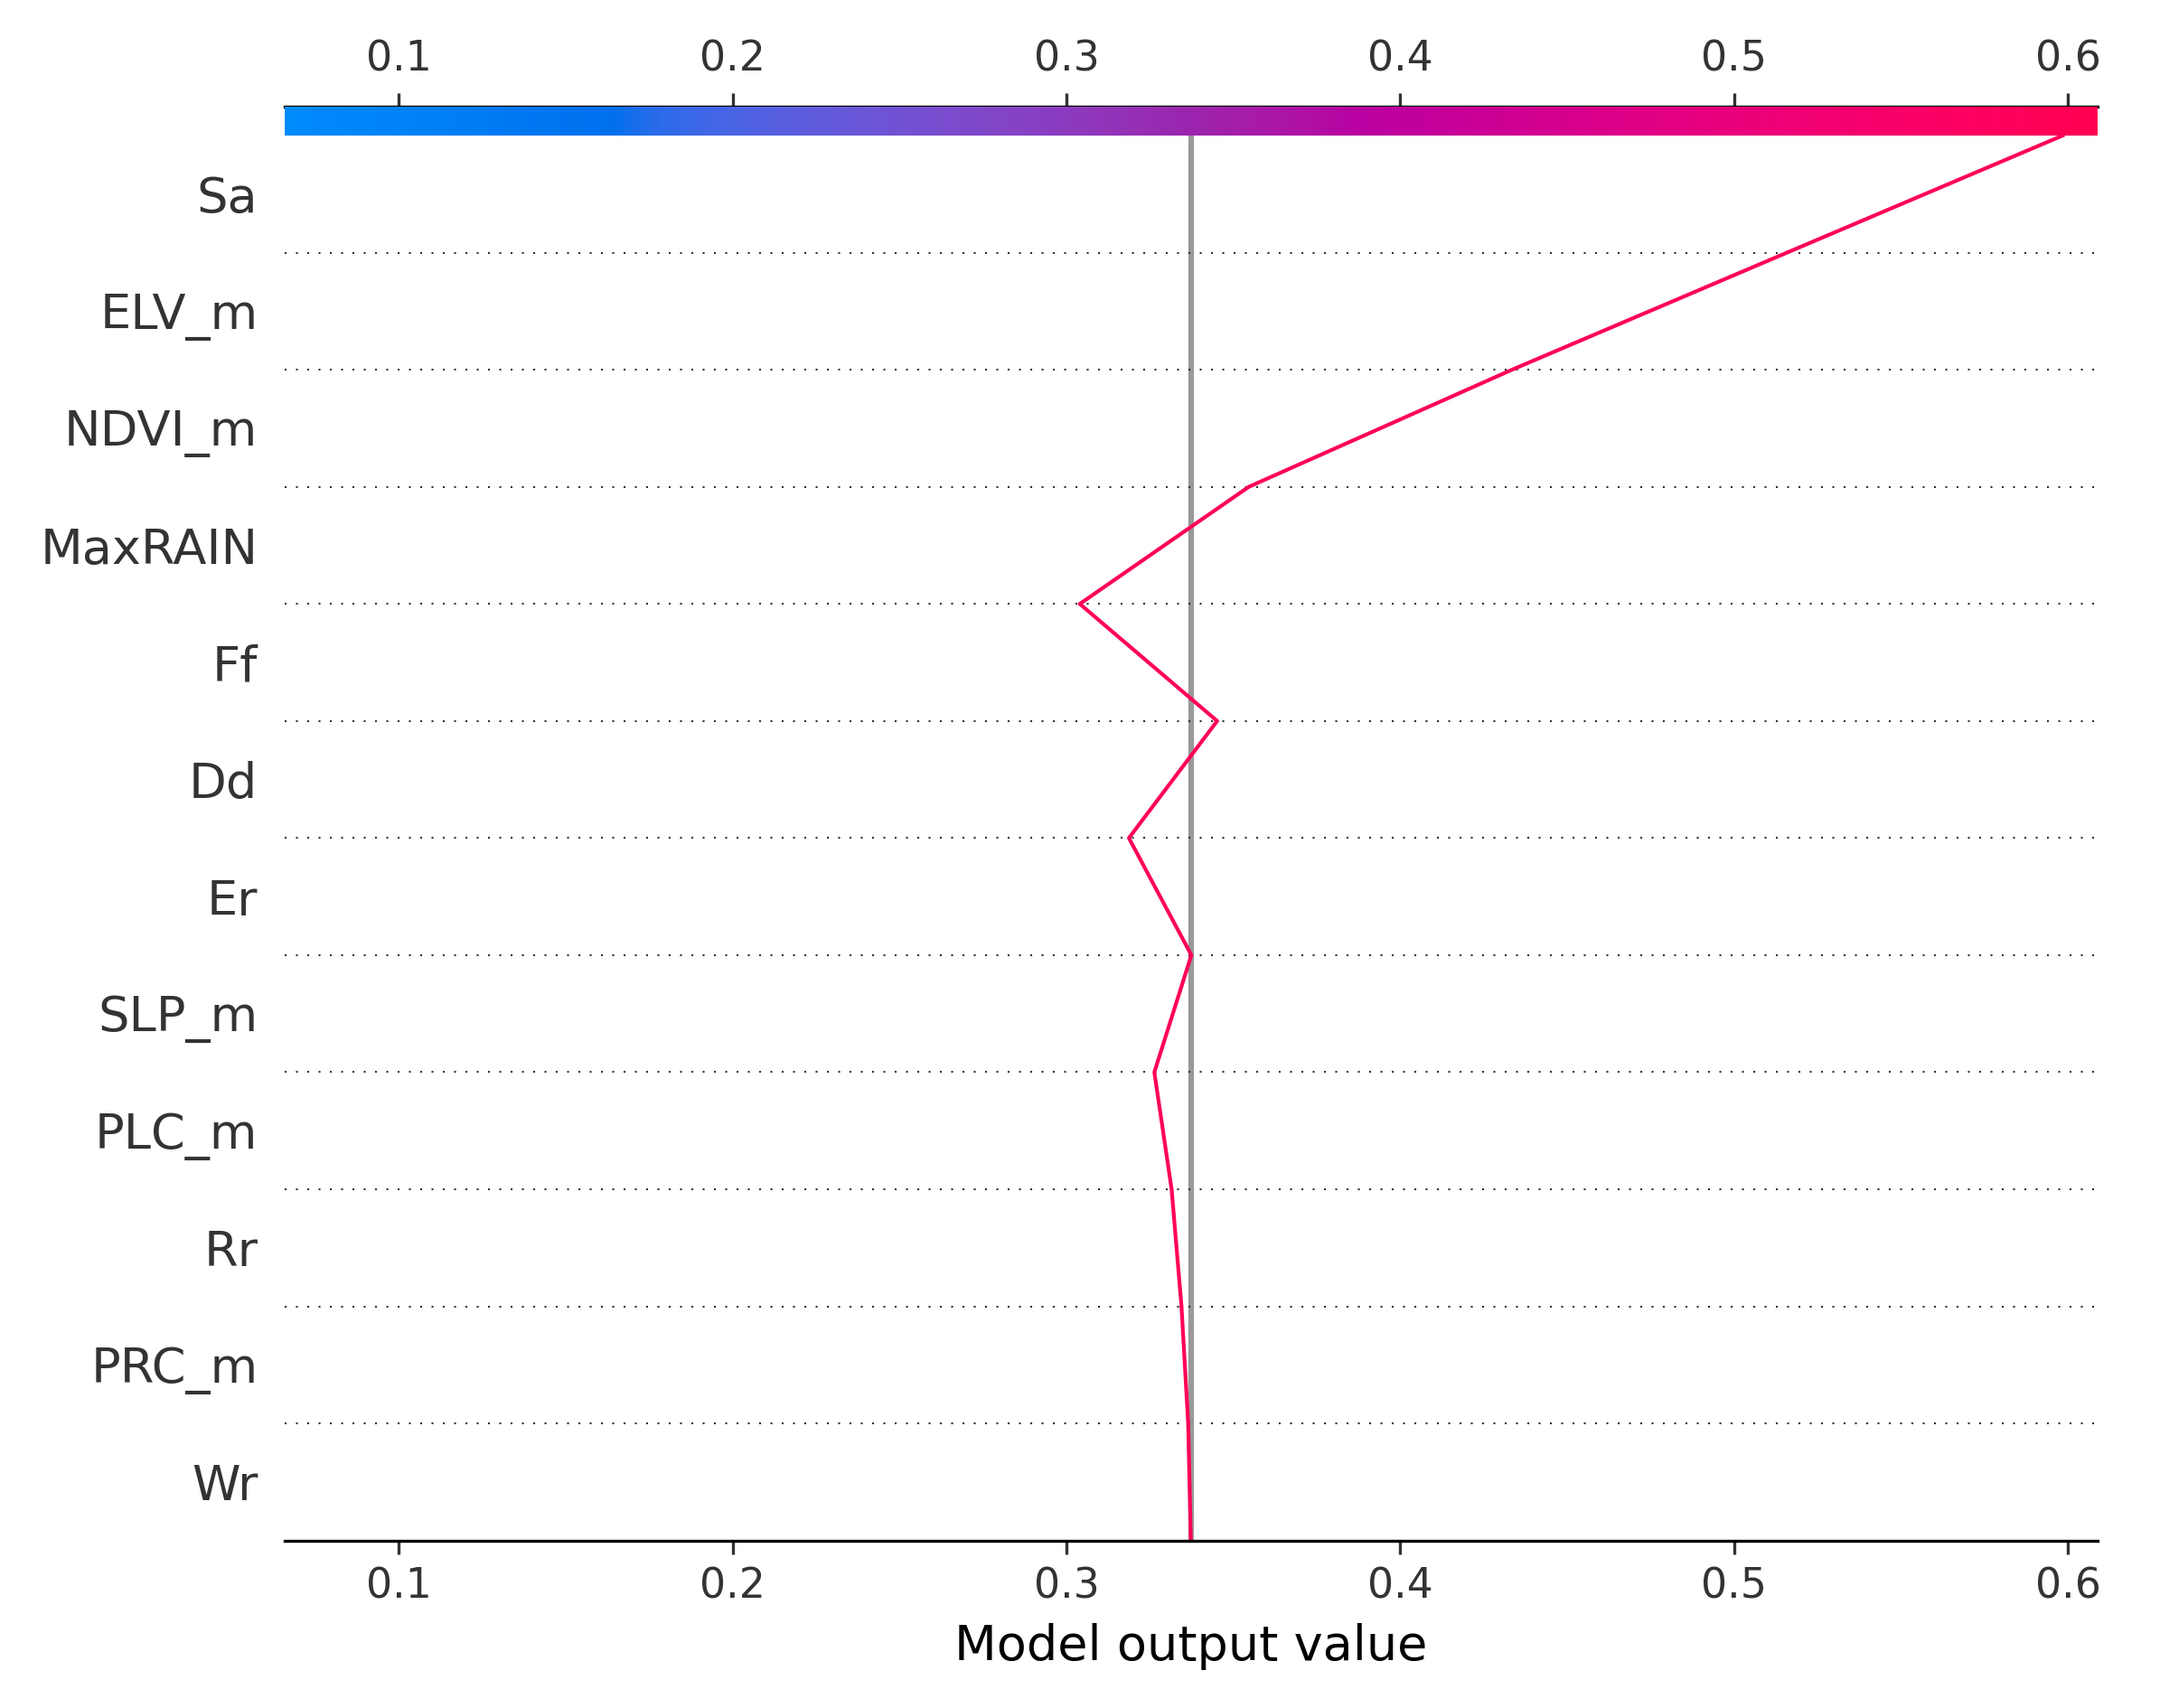 0.1 0.2 0.3 0.4 0.5 0.6
Sa
ELV_m
NDVI_m
MaxRAIN
Ff
Dd
Er
SLP_m
PLC_m
Rr
PRC_m
Wr
0.1 0.2 0.3 0.4 0.5 0.6
Model output value